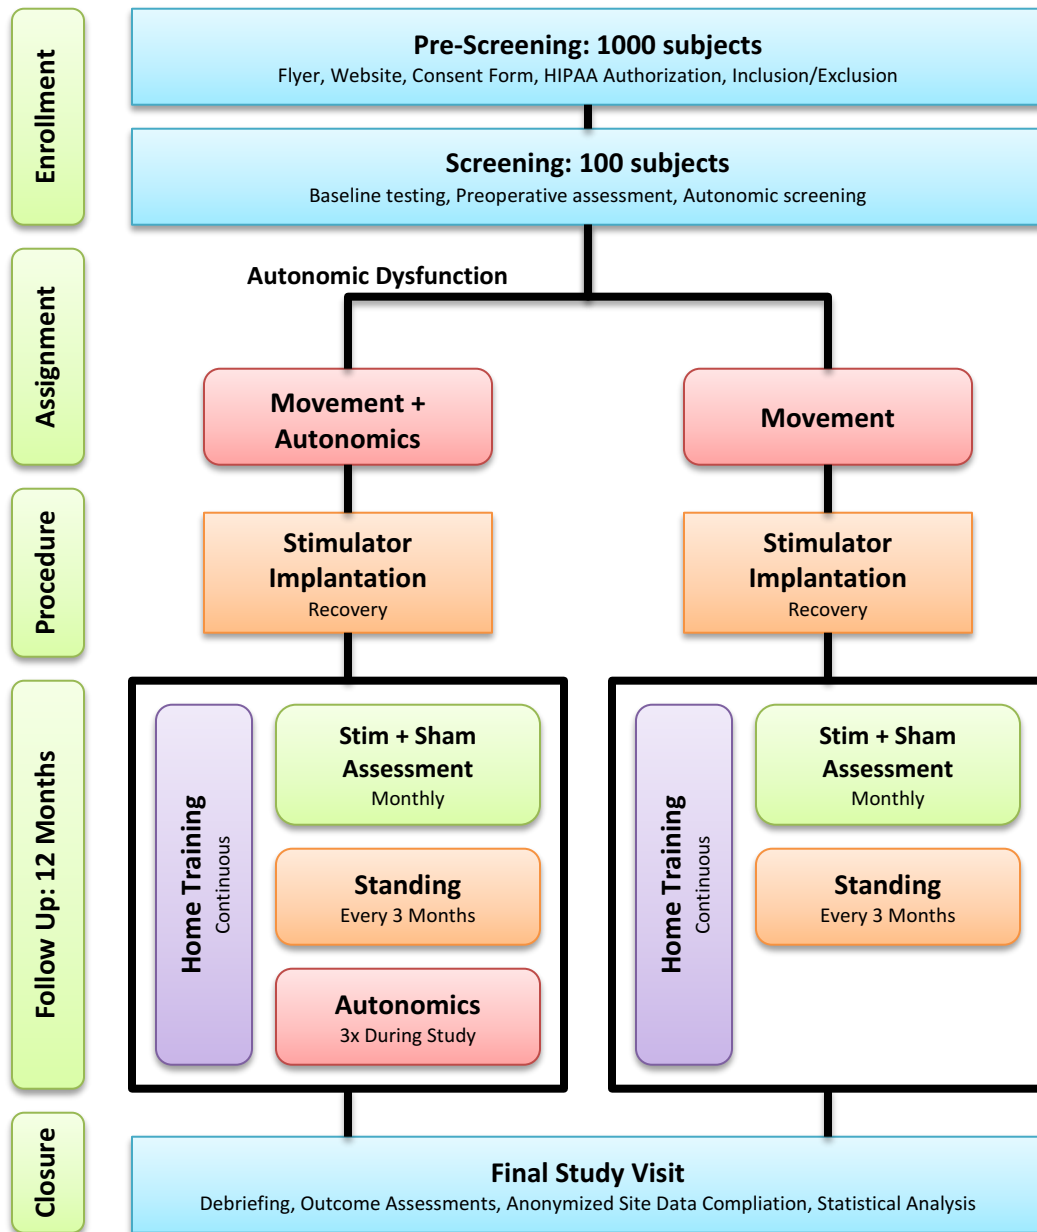 Enrollment
Pre-Screening: 1000 subjects
Flyer, Website, Consent Form, HIPAA Authorization, Inclusion/Exclusion
Screening: 100 subjects
Baseline testing, Preoperative assessment, Autonomic screening
Assignment
Autonomic Dysfunction
Movement +
Autonomics
Movement
Procedure
Stimulator
Implantation
Recovery
Stimulator
Implantation
Recovery
Follow Up: 12 Months
Home Training
Continuous
Stim + Sham
Assessment
Monthly
Standing
Every 3 Months
Autonomics
3x During Study
Home Training
Continuous
Stim + Sham
Assessment
Monthly
Standing
Every 3 Months
Closure
Final Study Visit
Debriefing, Outcome Assessments, Anonymized Site Data Compliation, Statistical Analysis